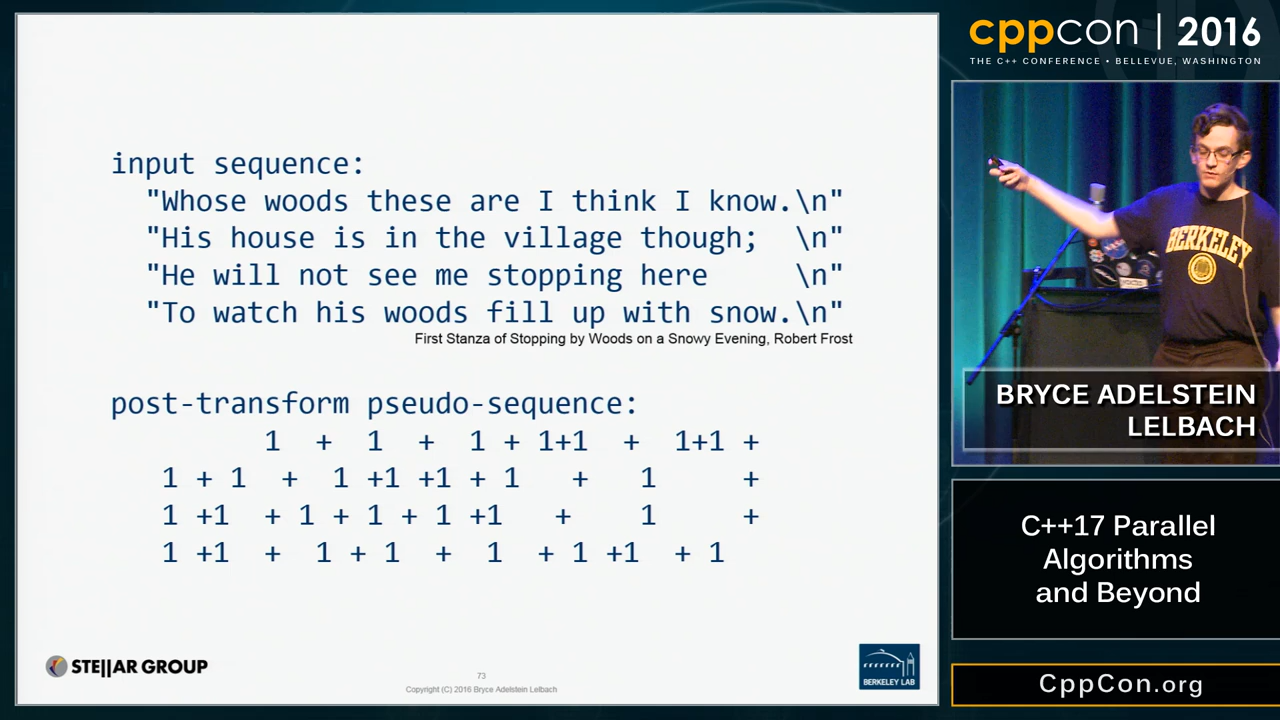 input sequence:
"Whose woods these are I think I know.\n"
"His house is in the village though; \n"
"He will not see me stopping here \n"
"To watch his woods fill up with snow.\n"
First Stanza of Stopping by Woods on a Snowy Evening, Robert Frost
post-transform pseudo-sequence:
1 + 1 + 1 + 1+1 + 1+1 +
1 + 1 + 1 +1 +1 + 1 + 1 +
1 +1 + 1 + 1 + 1 +1 + 1 +
1 +1 + 1 + 1 + 1 + 1 +1 + 1
STE||AR GROUP
73
Copyright (C) 2016 Bryce Adelstein Lelbach
BERKELEY LAB
cppcon | 2016
THE C++ CONFERENCE • BELLEVUE, WASHINGTON
BERKELEY
BRYCE ADELSTEIN
LELBACH
C++17 Parallel
Algorithms
and Beyond
CppCon.org